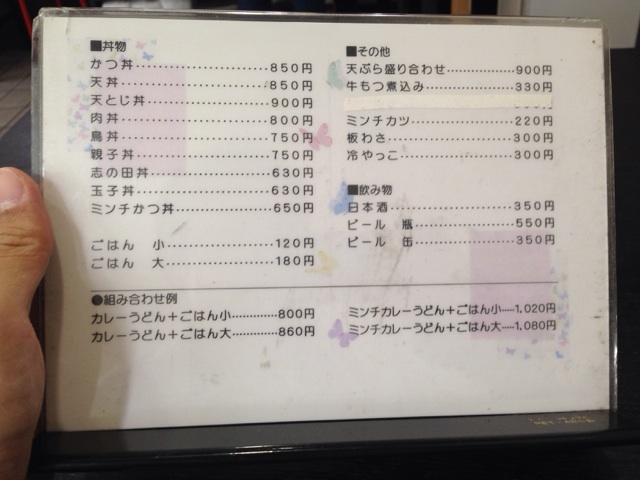 ■丼物
かつ丼……………………850円
天丼………………………850円
天とじ丼…………………900円
肉丼………………………800円
鳥丼………………………750円
親子丼……………………750円
志の田丼…………………630円
玉子丼……………………630円
ミンチかつ丼……………650円
ごはん　小………………120円
ごはん　大………………180円
■その他
天ぷら盛り合わせ…………900円
牛もつ煮込み………………330円
ミンチカツ…………………220円
板わさ………………………300円
冷やっこ……………………300円
■飲み物
日本酒………………………350円
ビール　瓶…………………550円
ビール　缶…………………350円
●組み合わせ例
カレーうどん＋ごはん小…………800円
カレーうどん＋ごはん大…………860円
ミンチカレーうどん＋ごはん小……1,020円
ミンチカレーうどん＋ごはん大……1,080円